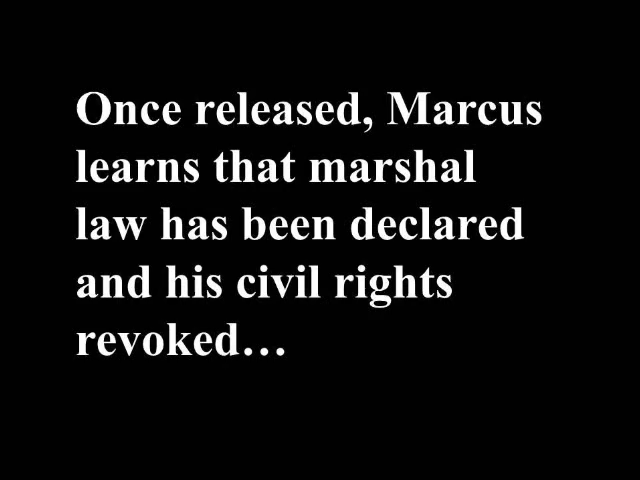 Once released, Marcus
learns that marshal
law has been declared
and his civil rights
revoked…